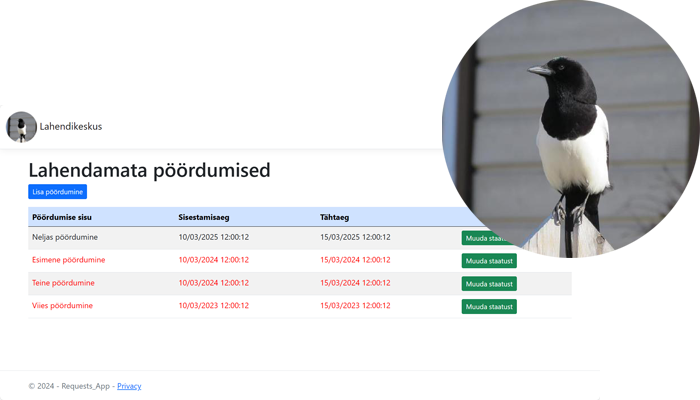 Lahendikeskus
Lahendamata pöördumised
Lisa pöördumine
Pöördumise sisu Sisestamisaeg Tähtaeg
Neljas pöördumine 10/03/2025 12:00:12 15/03/2025 12:00:12 Muuda
Esimene pöördumine 10/03/2024 12:00:12 15/03/2024 12:00:12 Muuda staatust
Teine pöördumine 10/03/2024 12:00:12 15/03/2024 12:00:12 Muuda staatust
Viies pöördumine 10/03/2023 12:00:12 15/03/2023 12:00:12 Muuda staatust
© 2024 - Requests_App - Privacy